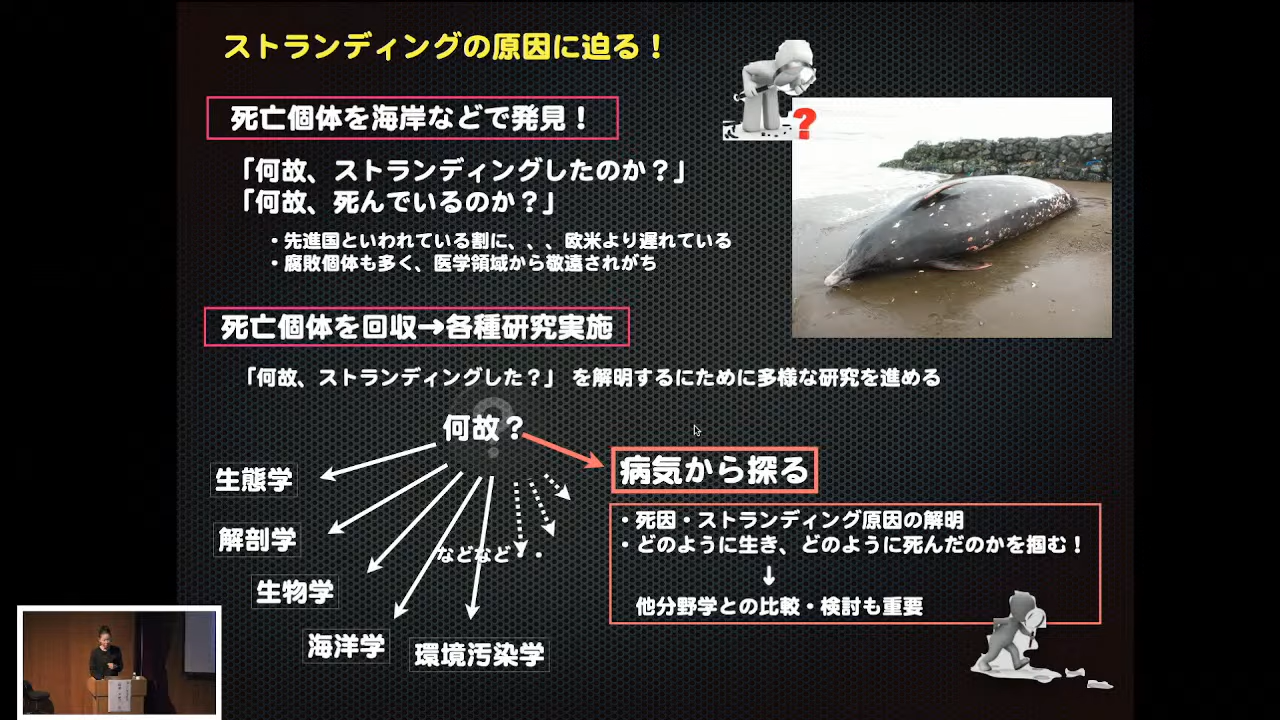 ストランディングの原因に迫る！
死亡個体を海岸などで発見！
?
「何故、ストランディングしたのか？」
「何故、死んでいるのか？」
・先進国といわれている割に、、、欧米より遅れている
・腐敗個体も多く、医学領域から敬遠されがち
死亡個体を回収→各種研究実施
「何故、ストランディングした？」 を解明するにために多様な研究を進める
何故？
病気から探る
生態学
解剖学
生物学
海洋学
環境汚染学
などなど・・
・死因・ストランディング原因の解明
・どのように生き、どのように死んだのかを掴む！
↓
他分野学との比較・検討も重要